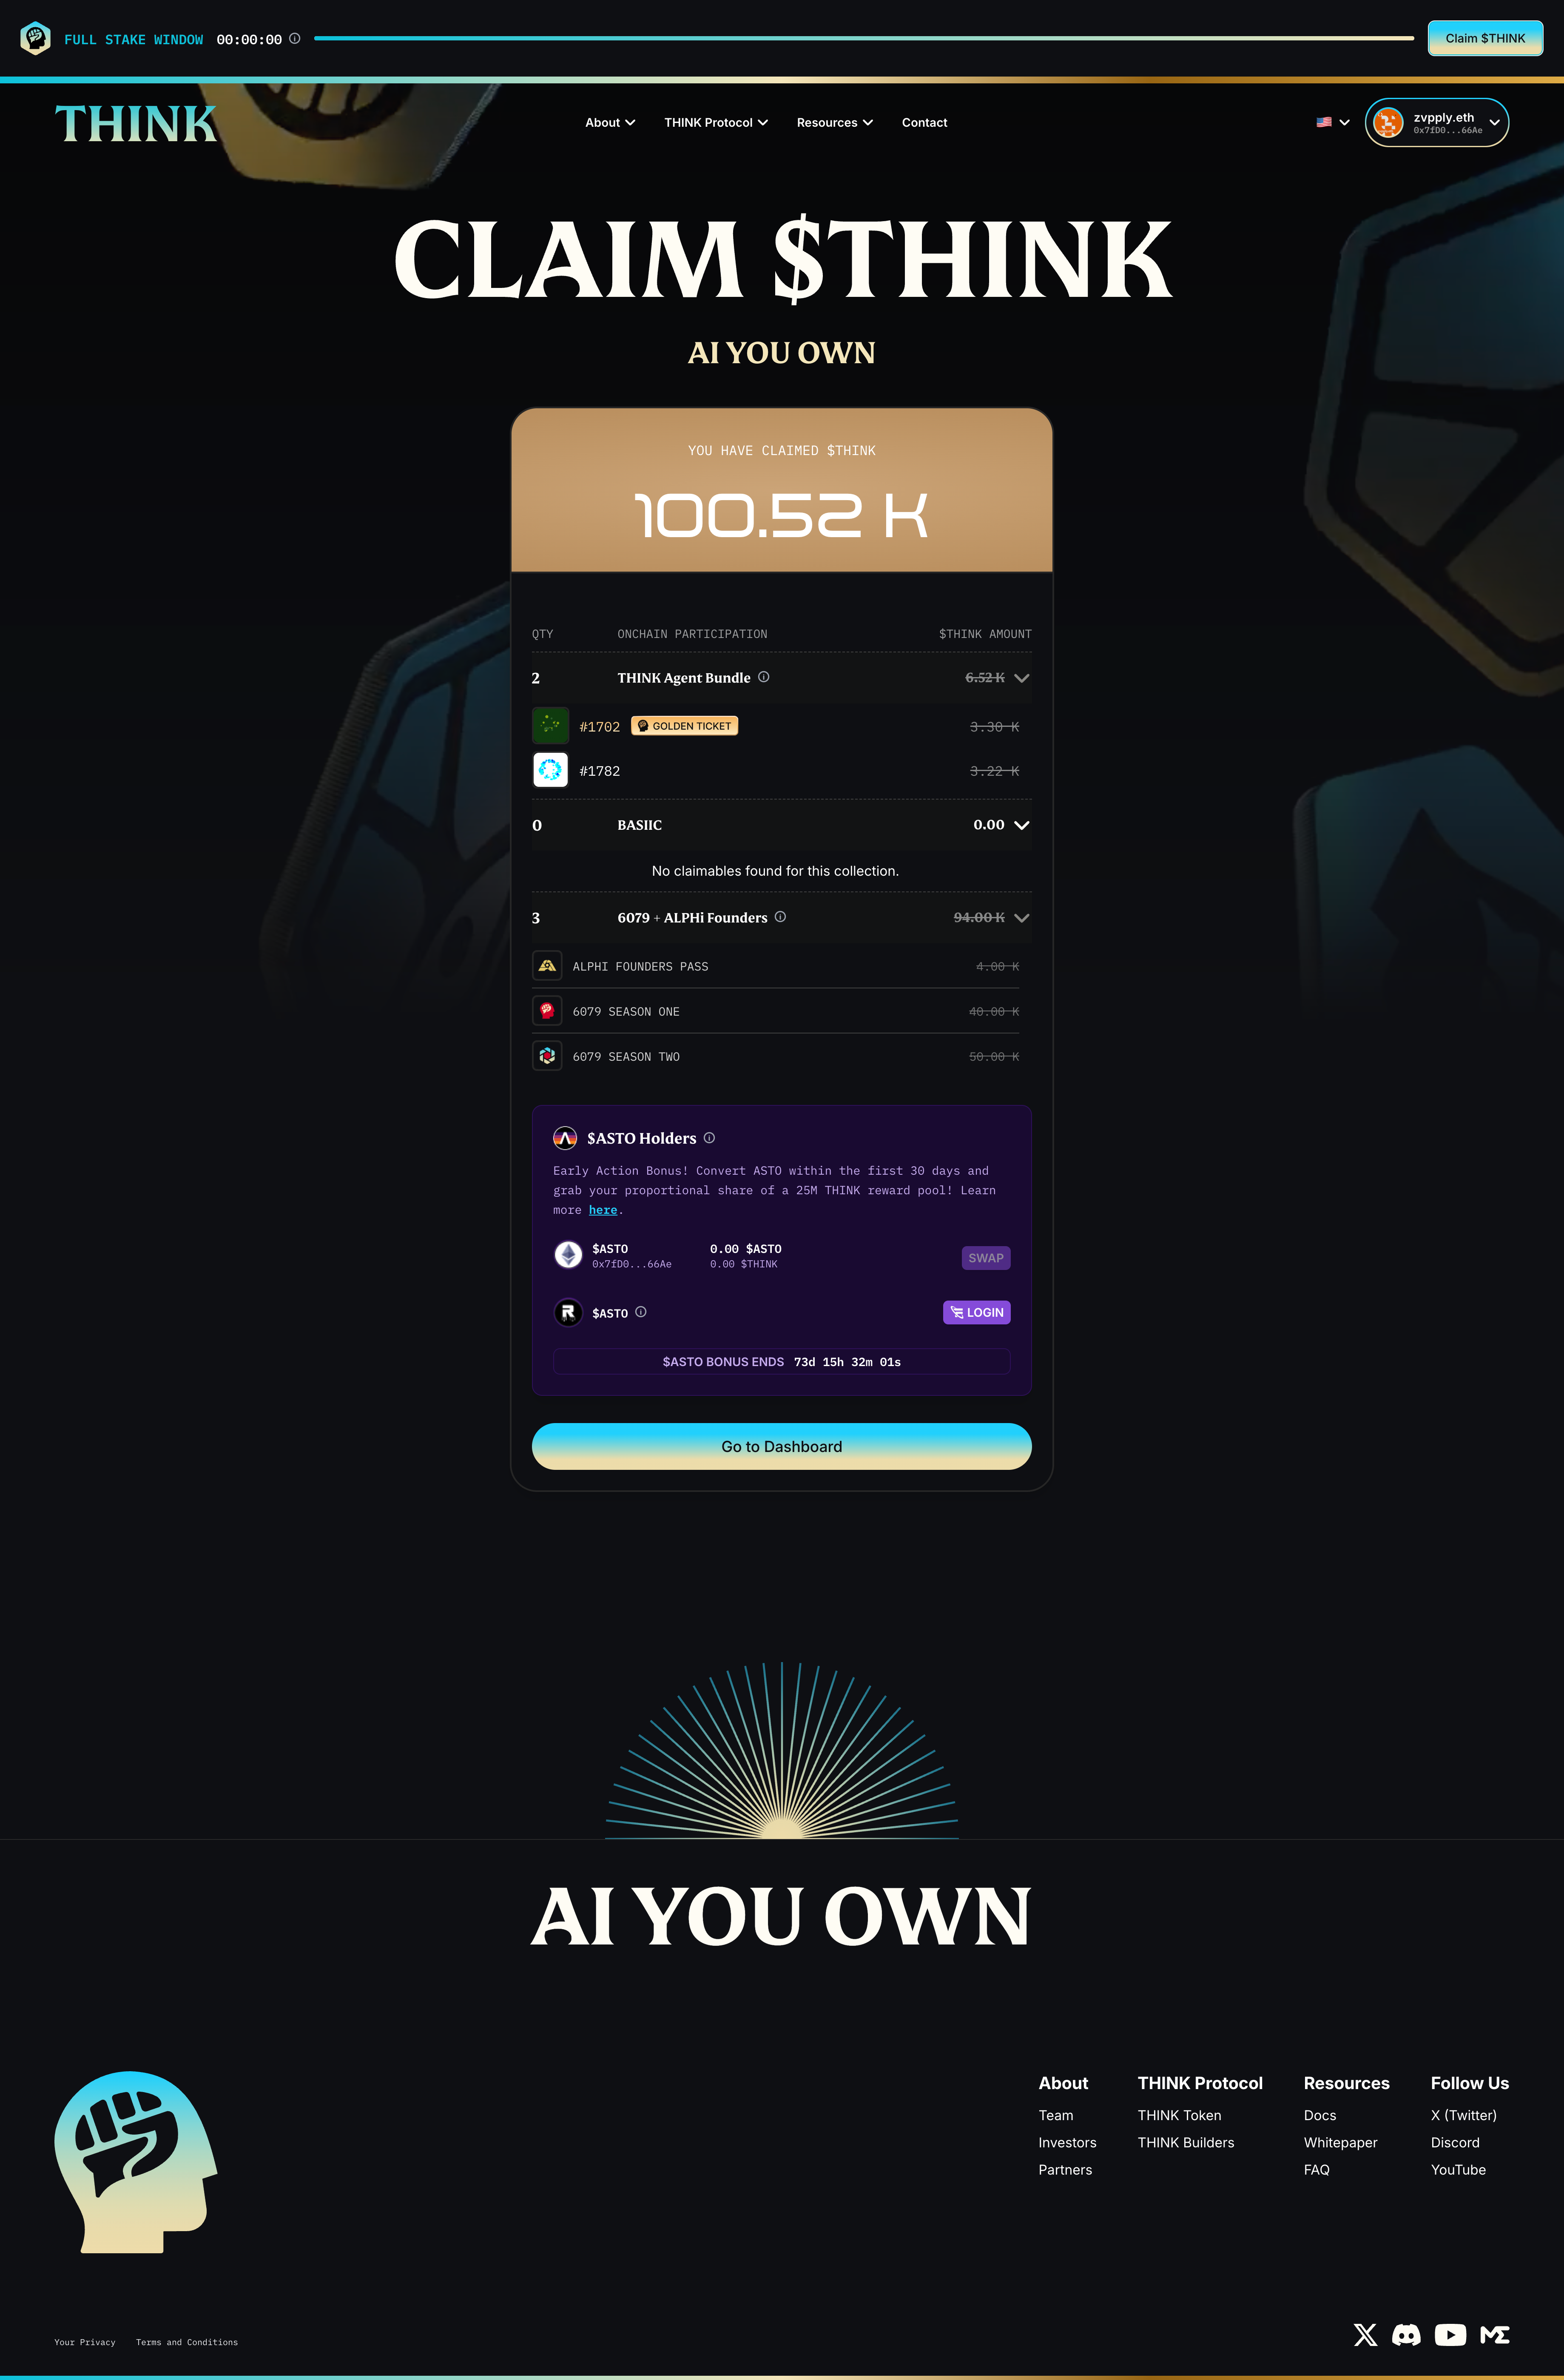 FULL STAKE WINDOW 00:00:00
Claim $THINK
THINK
About
THINK Protocol
Resources
Contact
zvpply.eth
0x7fD0...66Ae
CLAIM $THINK
AI YOU OWN
YOU HAVE CLAIMED $THINK
100.52 K
QTY ONCHAIN PARTICIPATION $THINK AMOUNT
2 THINK Agent Bundle 6.52 K
#1702 GOLDEN TICKET 3.30 K
#1782 3.22 K
0 BASIIC 0.00
No claimables found for this collection.
3 6079 + ALPHi Founders 94.00 K
ALPHI FOUNDERS PASS 4.00 K
6079 SEASON ONE 40.00 K
6079 SEASON TWO 50.00 K
$ASTO Holders
Early Action Bonus! Convert ASTO within the first 30 days and
grab your proportional share of a 25M THINK reward pool! Learn
more here.
$ASTO 0.00 $ASTO
0x7fD0...66Ae 0.00 $THINK
SWAP
$ASTO
LOGIN
$ASTO BONUS ENDS 73d 15h 32m 01s
Go to Dashboard
AI YOU OWN
About
Team
Investors
Partners
THINK Protocol
THINK Token
THINK Builders
Resources
Docs
Whitepaper
FAQ
Follow Us
X (Twitter)
Discord
YouTube
Your Privacy Terms and Conditions